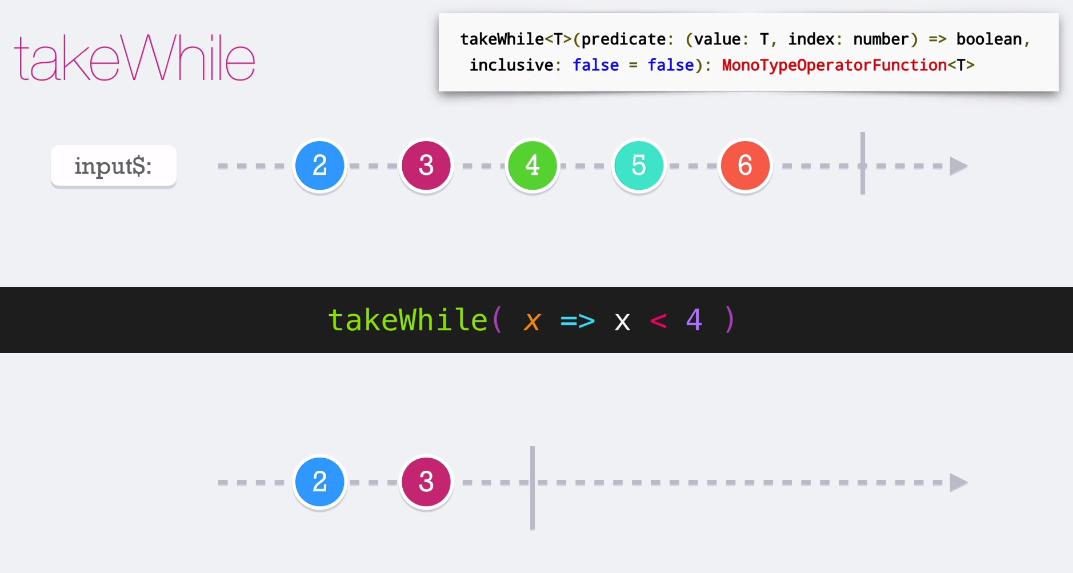 takeWhile
takeWhile<T>(predicate: (value: T, index: number) => boolean,
inclusive: false = false): MonoTypeOperatorFunction<T>
input$:
2 3 4 5 6
takeWhile( x => x < 4 )
2 3